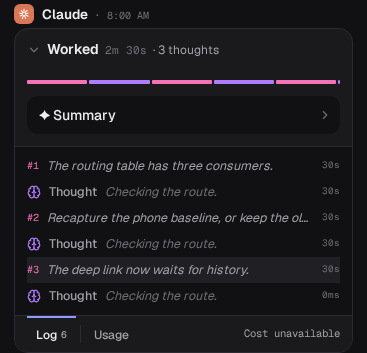 Claude · 8:00 AM
Worked 2m 30s · 3 thoughts
Summary
#1 The routing table has three consumers. 30s
Thought Checking the route. 30s
#2 Recapture the phone baseline, or keep the ol… 30s
Thought Checking the route. 30s
#3 The deep link now waits for history. 30s
Thought Checking the route. 0ms
Log 6 Usage Cost unavailable